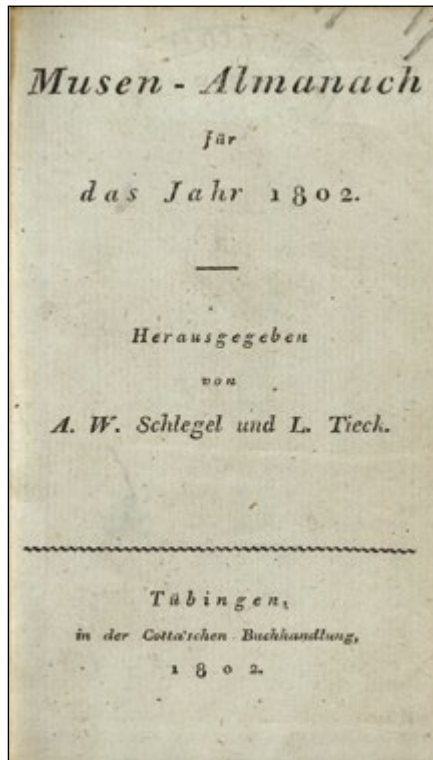 Musen - Almanach
für
das Jahr 1802.
Herausgegeben
von
A. W. Schlegel und L. Tieck.
Tübingen,
in der Cotta'schen Buchhandlung,
1802.